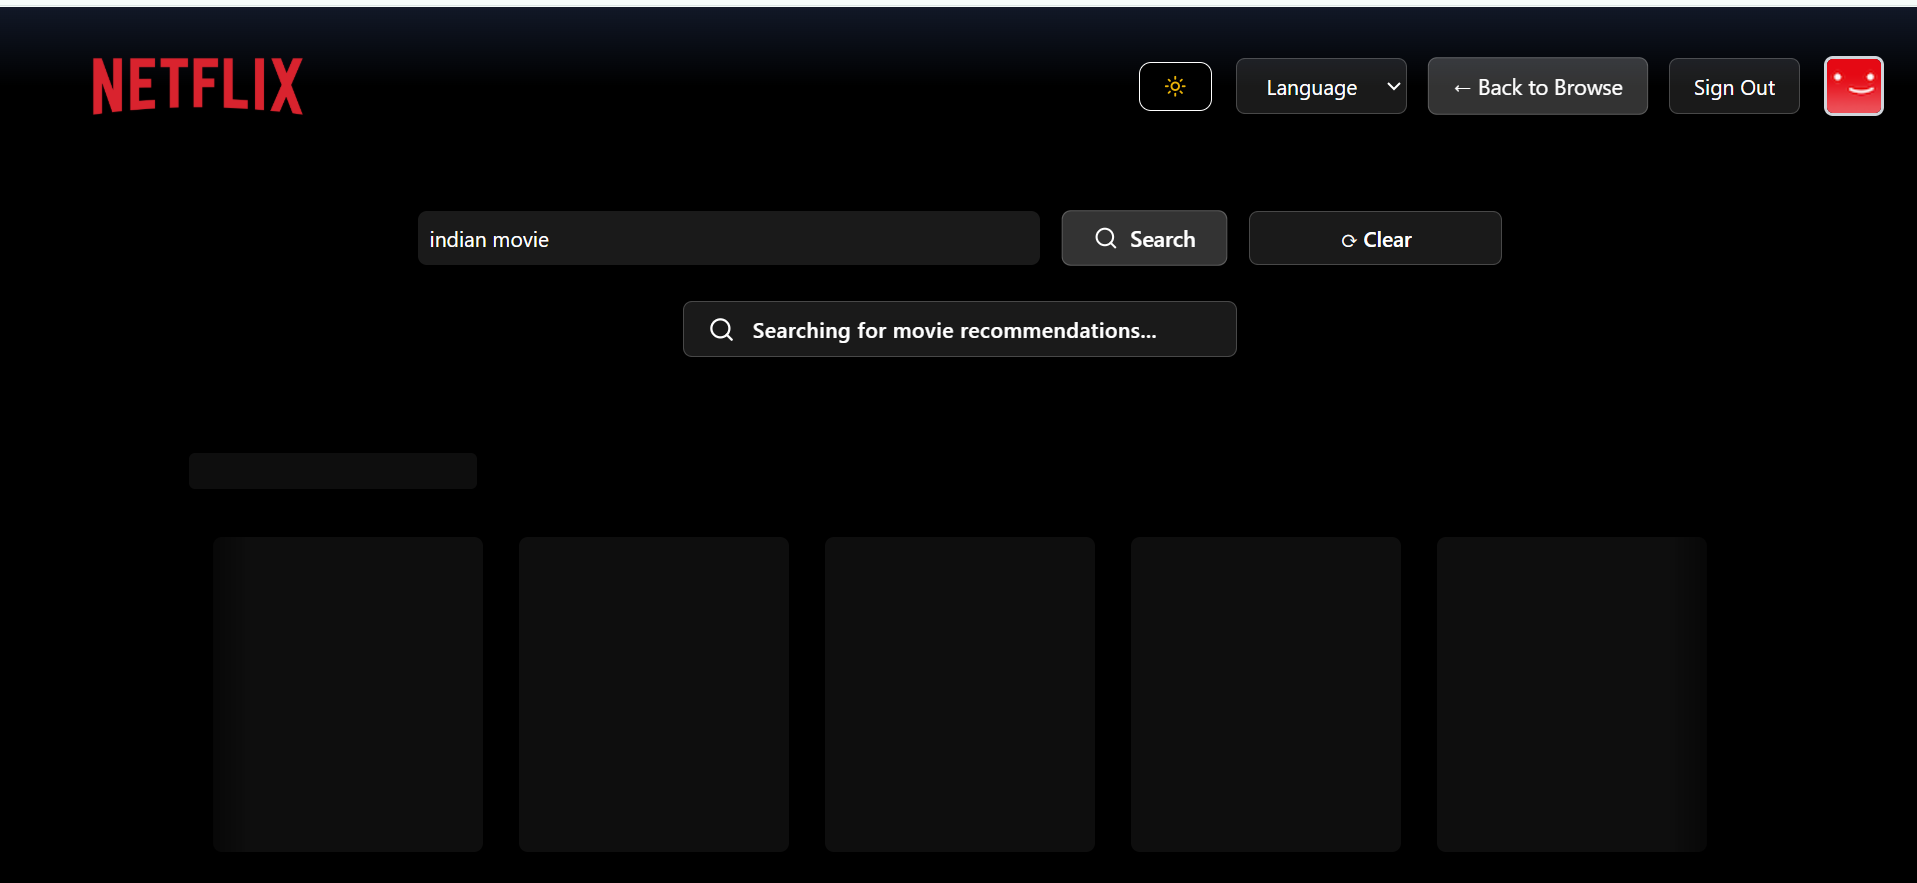 NETFLIX
Language
← Back to Browse
Sign Out
indian movie
Search
⟳ Clear
Searching for movie recommendations...